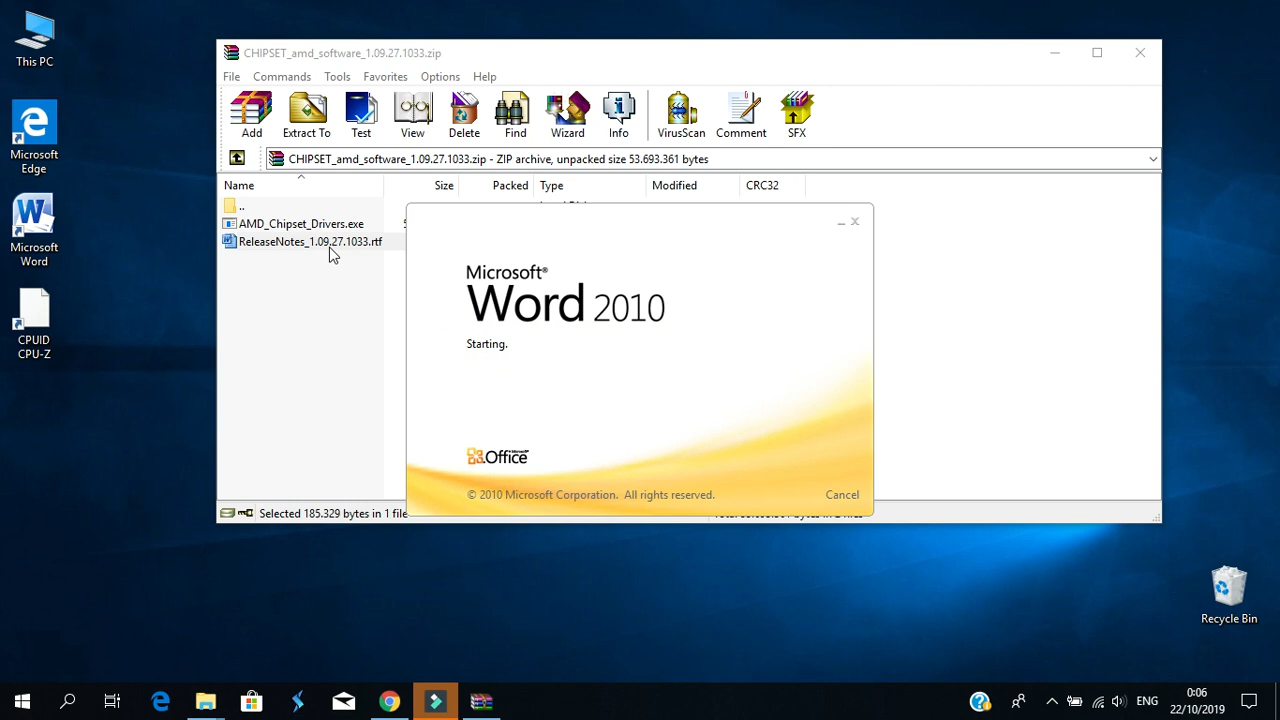 This PC
Microsoft
Edge
Microsoft
Word
CPUID
CPU-Z
CHIPSET_amd_software_1.09.27.1033.zip
File Commands Tools Favorites Options Help
Add Extract To Test View Delete Find Wizard Info VirusScan Comment SFX
CHIPSET_amd_software_1.09.27.1033.zip - ZIP archive, unpacked size 53.693.361 bytes
Name Size Packed Type Modified CRC32
..
AMD_Chipset_Drivers.exe
ReleaseNotes_1.09.27.1033.rtf
Microsoft®
Word 2010
Starting.
Microsoft®
Office
© 2010 Microsoft Corporation. All rights reserved. Cancel
Selected 185.329 bytes in 1 file
Recycle Bin
ENG
0:06
22/10/2019